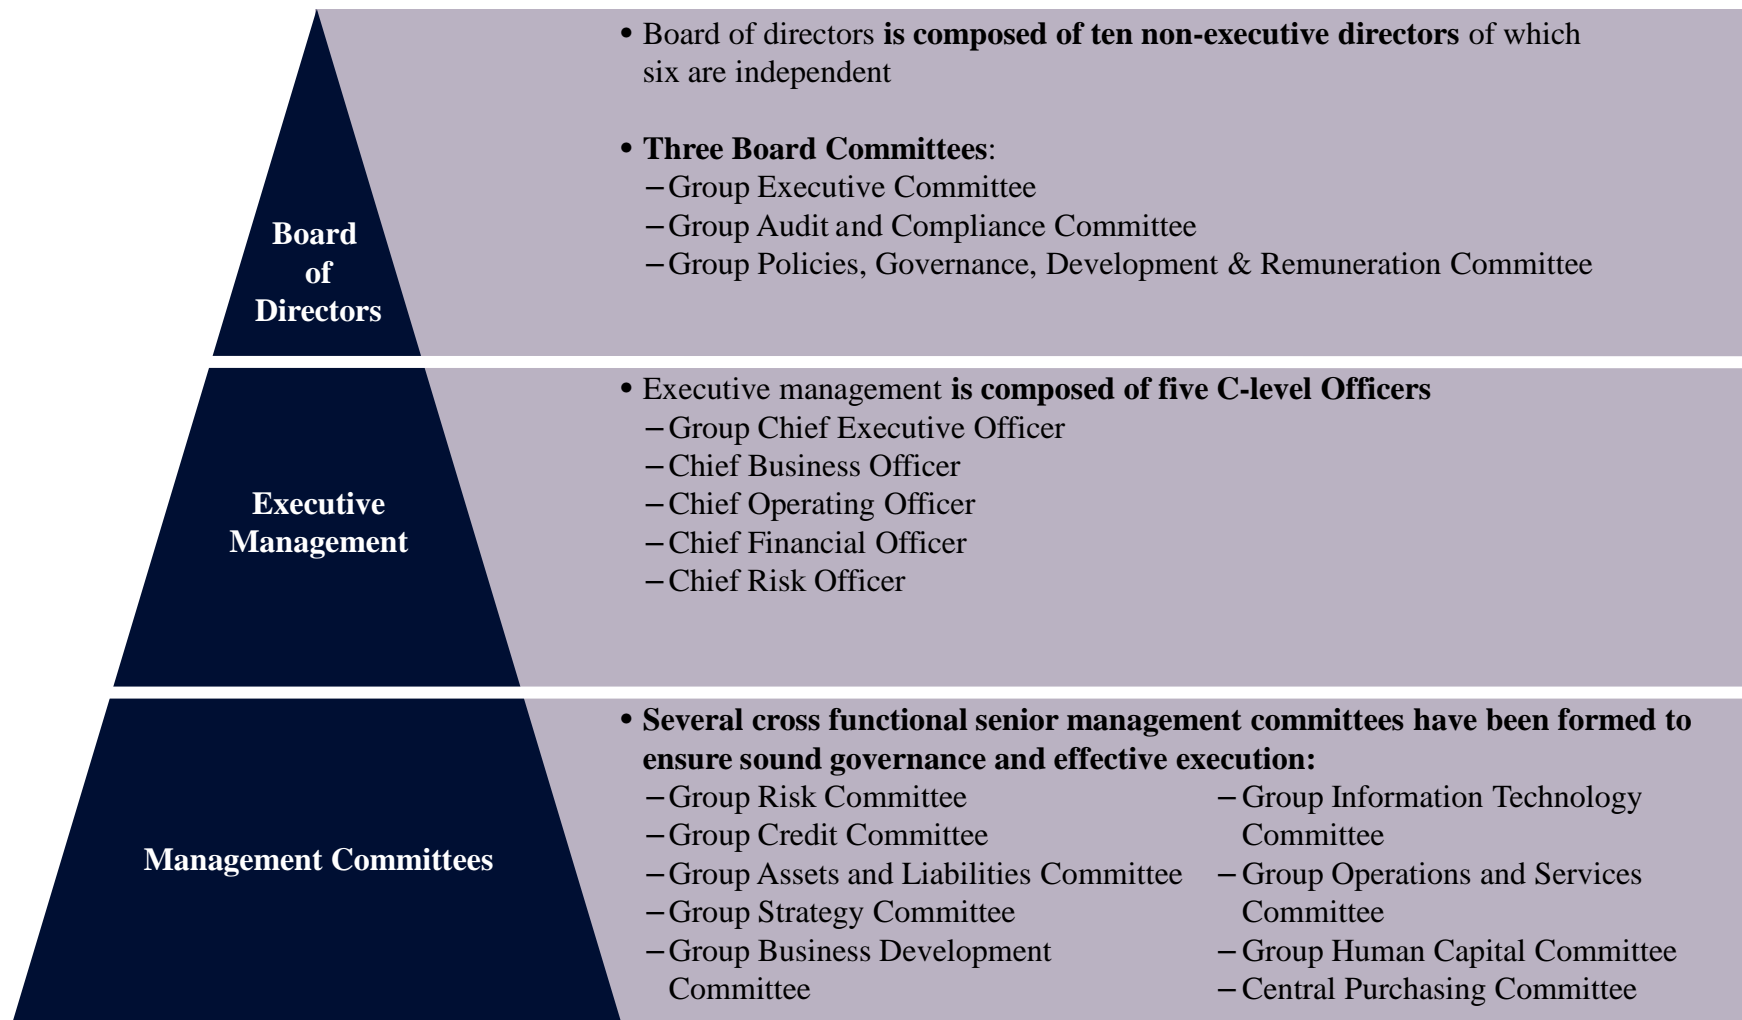 Board
of
Directors
• Board of directors is composed of ten non-executive directors of which
six are independent
• Three Board Committees:
– Group Executive Committee
– Group Audit and Compliance Committee
– Group Policies, Governance, Development & Remuneration Committee
Executive
Management
• Executive management is composed of five C-level Officers
– Group Chief Executive Officer
– Chief Business Officer
– Chief Operating Officer
– Chief Financial Officer
– Chief Risk Officer
Management Committees
• Several cross functional senior management committees have been formed to
ensure sound governance and effective execution:
– Group Risk Committee
– Group Credit Committee
– Group Assets and Liabilities Committee
– Group Strategy Committee
– Group Business Development
Committee
– Group Information Technology
Committee
– Group Operations and Services
Committee
– Group Human Capital Committee
– Central Purchasing Committee